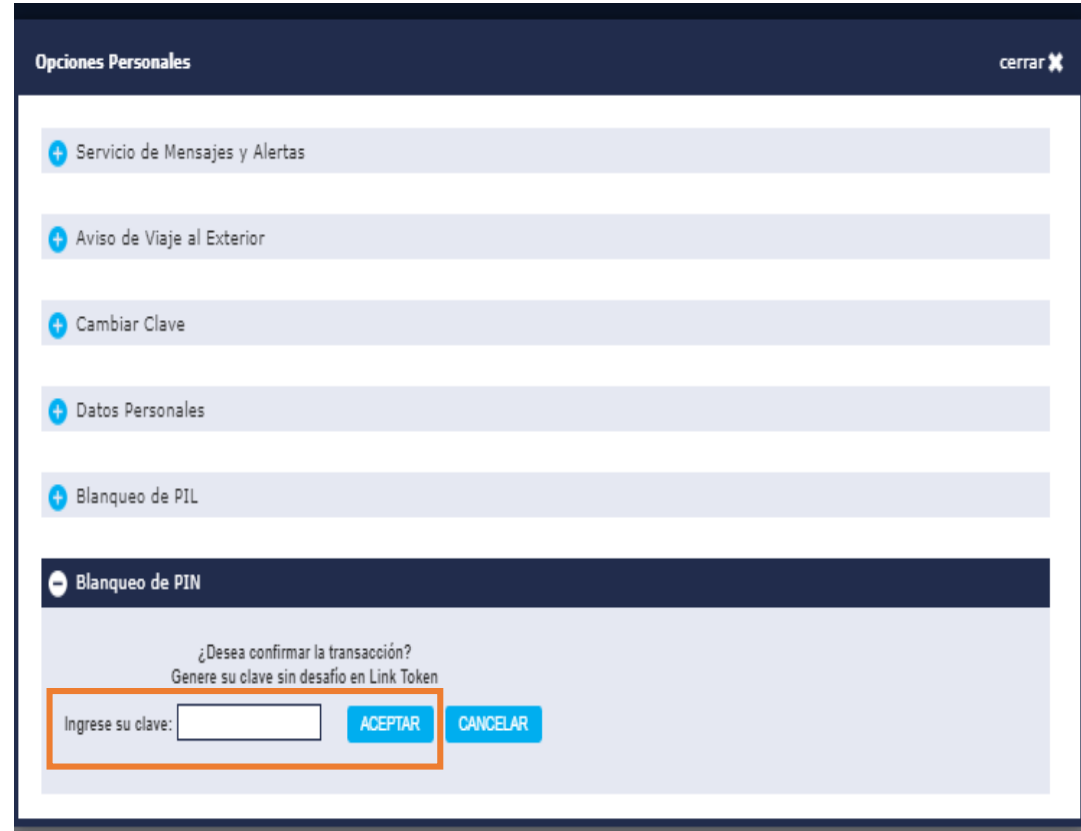 Opciones Personales
cerrar ✖
Servicio de Mensajes y Alertas
Aviso de Viaje al Exterior
Cambiar Clave
Datos Personales
Blanqueo de PIL
Blanqueo de PIN
¿Desea confirmar la transacción?
Genere su clave sin desafío en Link Token
Ingrese su clave: ACEPTAR CANCELAR